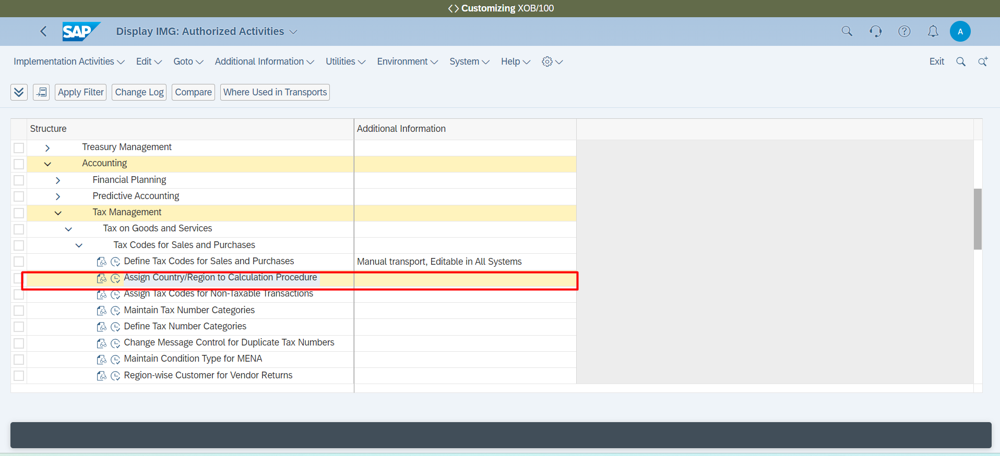 Customizing XOB/100
SAP Display IMG: Authorized Activities A
Implementation Activities Edit Goto Additional Information Utilities Environment System Help Exit
Apply Filter Change Log Compare Where Used in Transports
Structure Additional Information
Treasury Management
Accounting
Financial Planning
Predictive Accounting
Tax Management
Tax on Goods and Services
Tax Codes for Sales and Purchases
Define Tax Codes for Sales and Purchases Manual transport, Editable in All Systems
Assign Country/Region to Calculation Procedure
Assign Tax Codes for Non-Taxable Transactions
Maintain Tax Number Categories
Define Tax Number Categories
Change Message Control for Duplicate Tax Numbers
Maintain Condition Type for MENA
Region-wise Customer for Vendor Returns